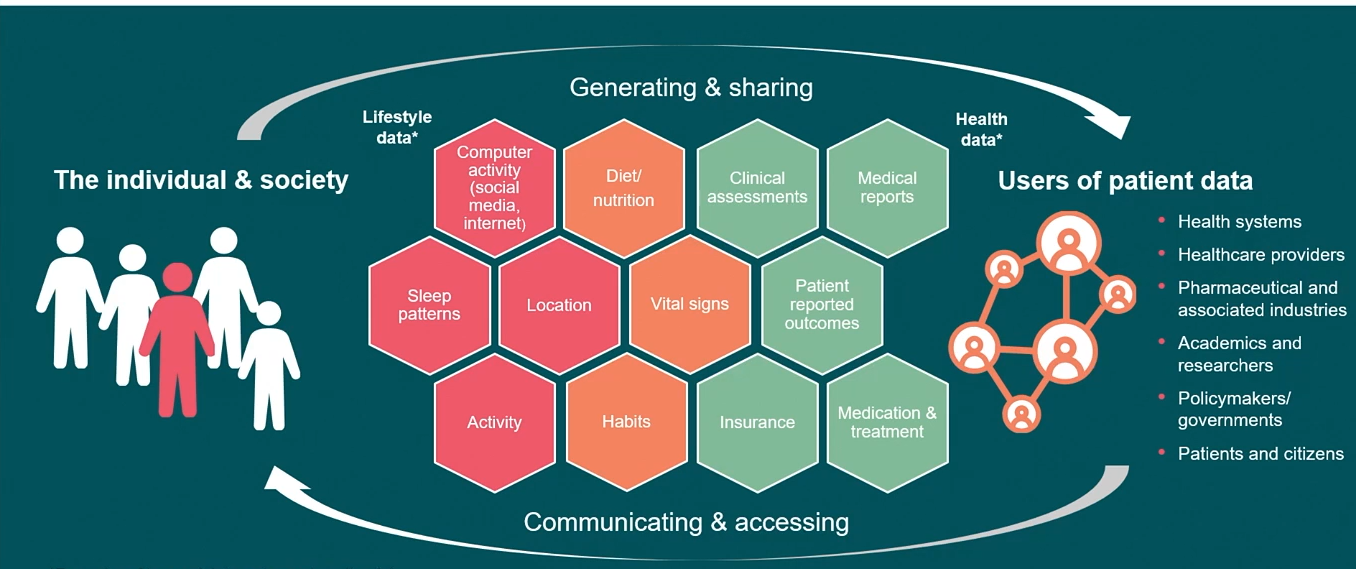 Generating & sharing
Lifestyle
data*
Health
data*
The individual & society
Users of patient data
Computer
activity
(social
media,
internet)
Diet/
nutrition
Clinical
assessments
Medical
reports
Sleep
patterns
Location
Vital signs
Patient
reported
outcomes
Activity
Habits
Insurance
Medication &
treatment
• Health systems
• Healthcare providers
• Pharmaceutical and
associated industries
• Academics and
researchers
• Policymakers/
governments
• Patients and citizens
Communicating & accessing